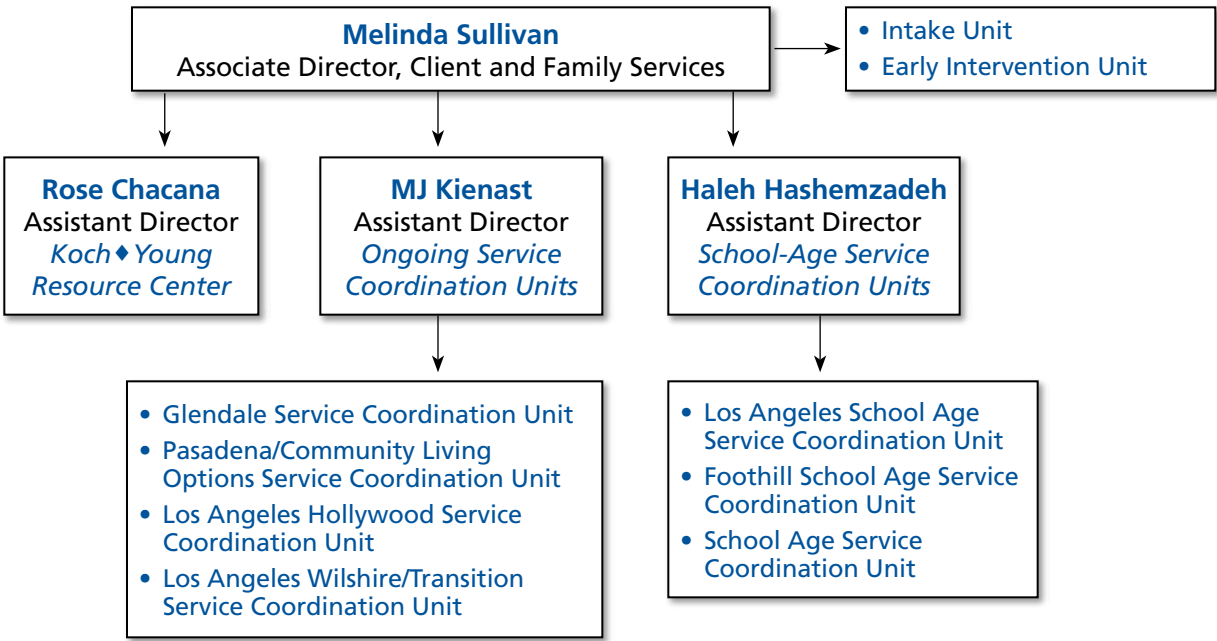 Melinda Sullivan
Associate Director, Client and Family Services
• Intake Unit
• Early Intervention Unit
Rose Chacana
Assistant Director
Koch♦Young
Resource Center
MJ Kienast
Assistant Director
Ongoing Service
Coordination Units
Haleh Hashemzadeh
Assistant Director
School-Age Service
Coordination Units
• Glendale Service Coordination Unit
• Pasadena/Community Living
Options Service Coordination Unit
• Los Angeles Hollywood Service
Coordination Unit
• Los Angeles Wilshire/Transition
Service Coordination Unit
• Los Angeles School Age
Service Coordination Unit
• Foothill School Age Service
Coordination Unit
• School Age Service
Coordination Unit